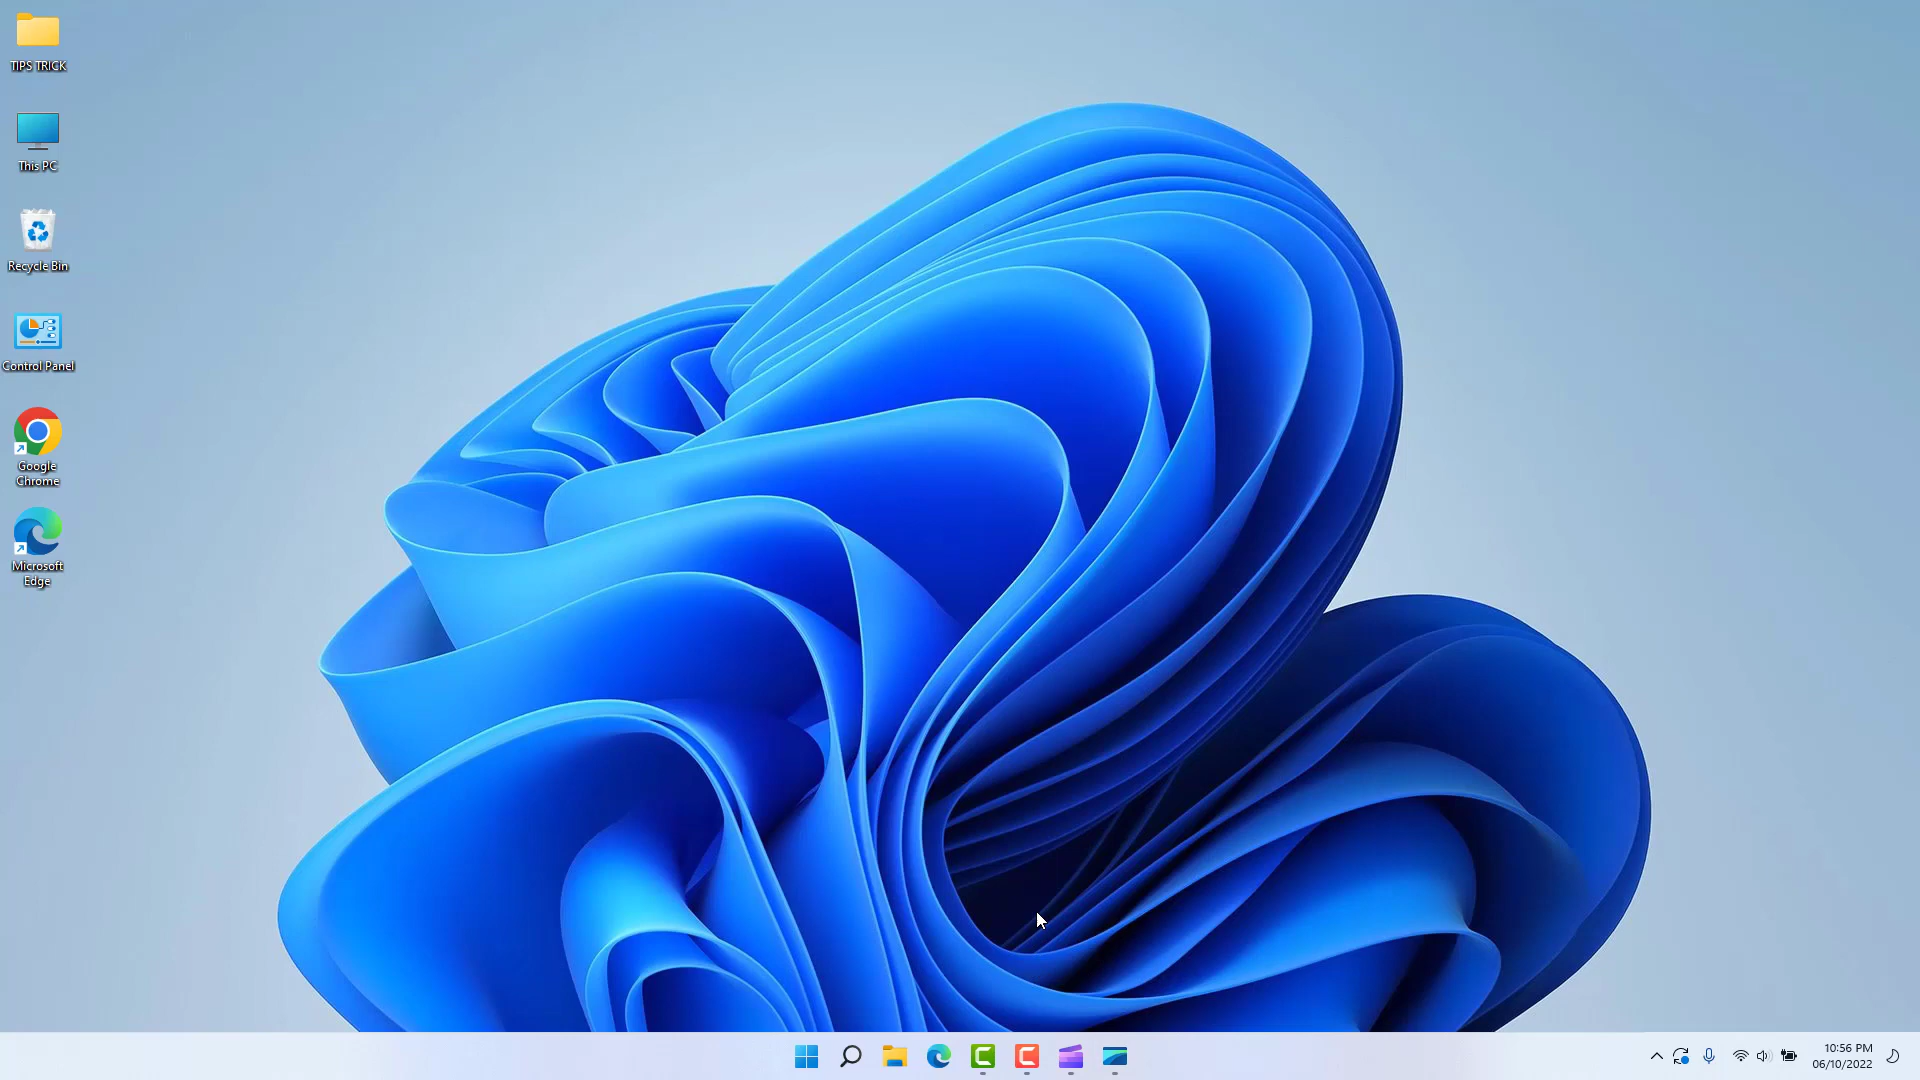 TIPS TRICK
This PC
Recycle Bin
Control Panel
Google
Chrome
Microsoft
Edge
10:56 PM
06/10/2022